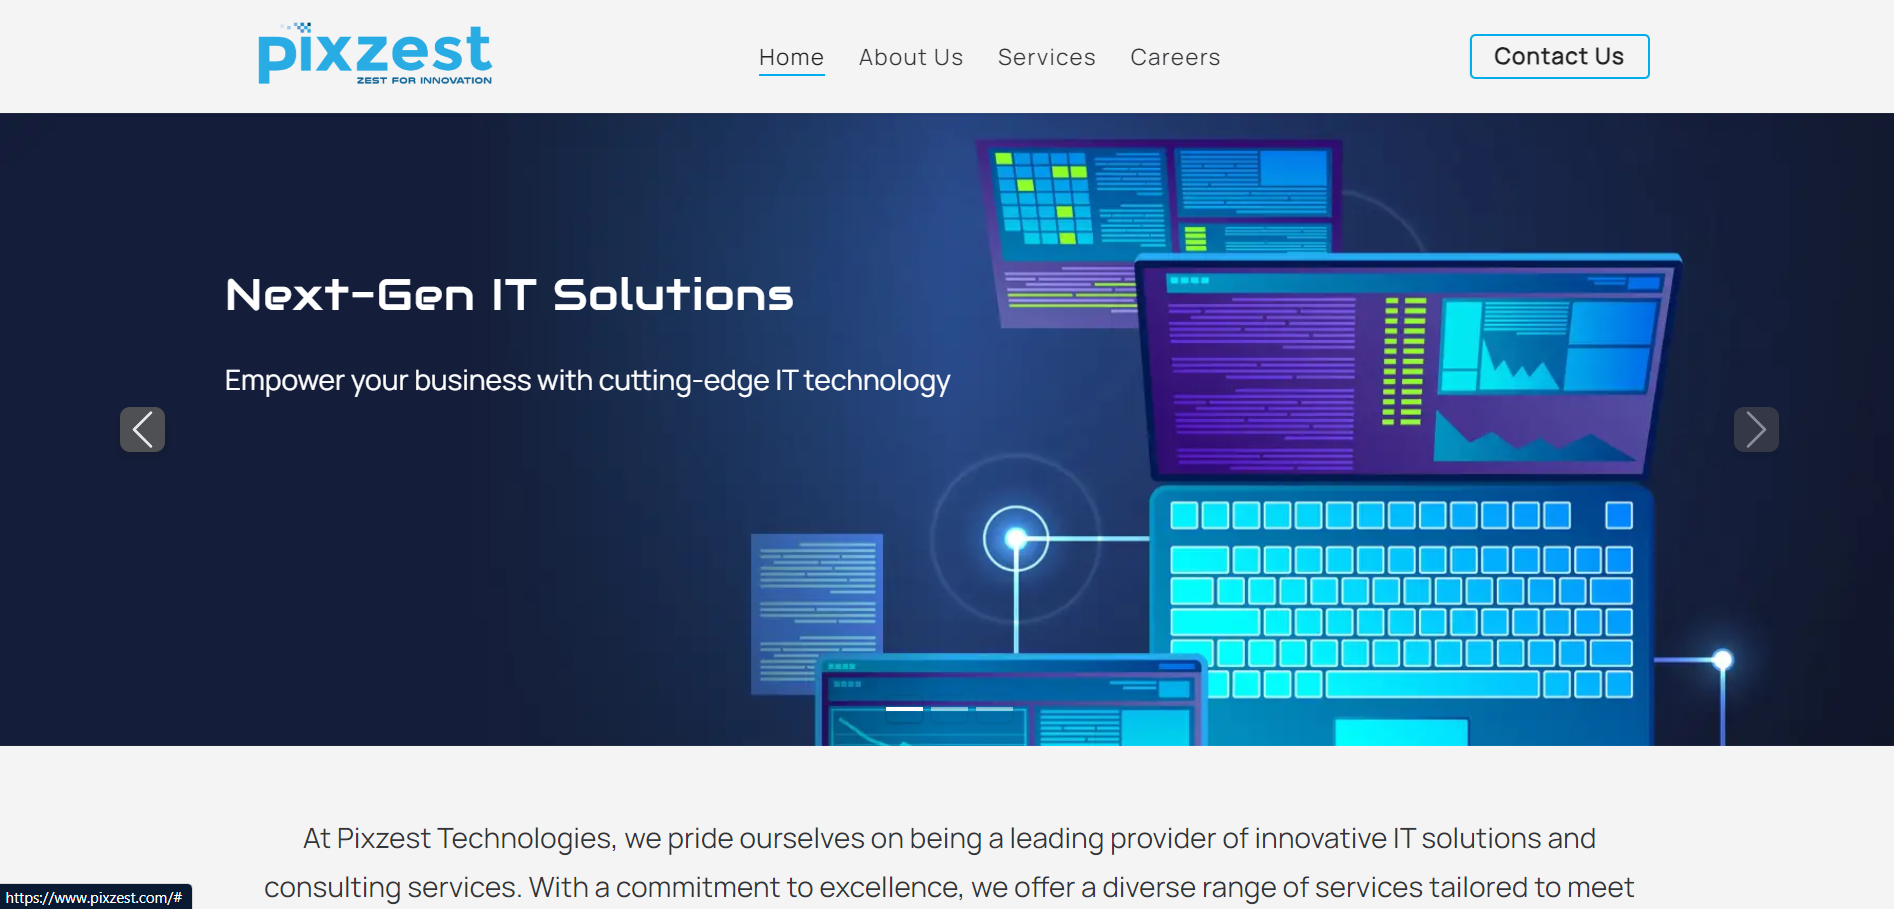 pixzest
ZEST FOR INNOVATION
Home
About Us
Services
Careers
Contact Us
Next-Gen IT Solutions
Empower your business with cutting-edge IT technology
At Pixzest Technologies, we pride ourselves on being a leading provider of innovative IT solutions and
consulting services. With a commitment to excellence, we offer a diverse range of services tailored to meet
https://www.pixzest.com/#